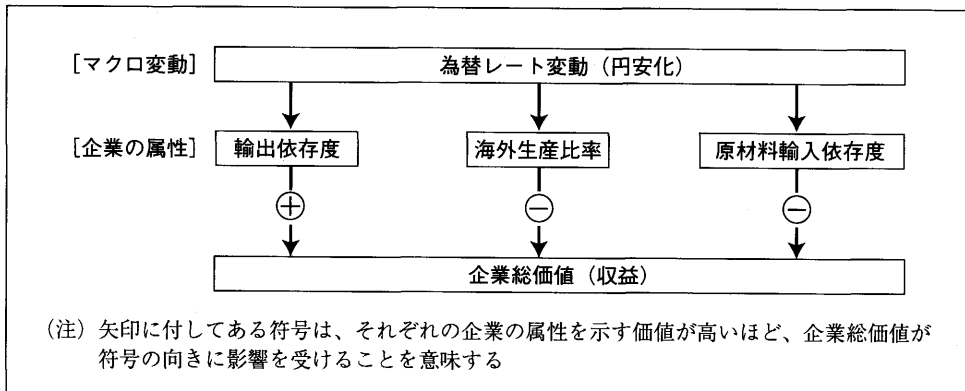 [マクロ変動] 為替レート変動（円安化）
[企業の属性] 輸出依存度 海外生産比率 原材料輸入依存度
+ − −
企業総価値（収益）
（注）矢印に付してある符号は、それぞれの企業の属性を示す価値が高いほど、企業総価値が
符号の向きに影響を受けることを意味する